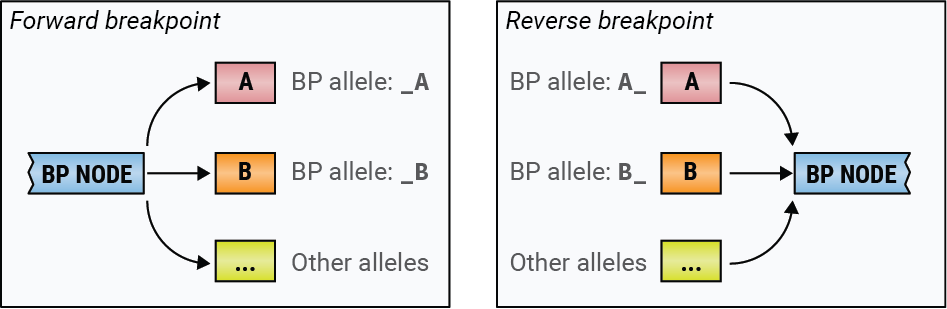 Forward breakpoint
A
BP allele: _A
BP NODE
B
BP allele: _B
...
Other alleles
Reverse breakpoint
BP allele: A_
A
BP allele: B_
B
BP NODE
Other alleles
...